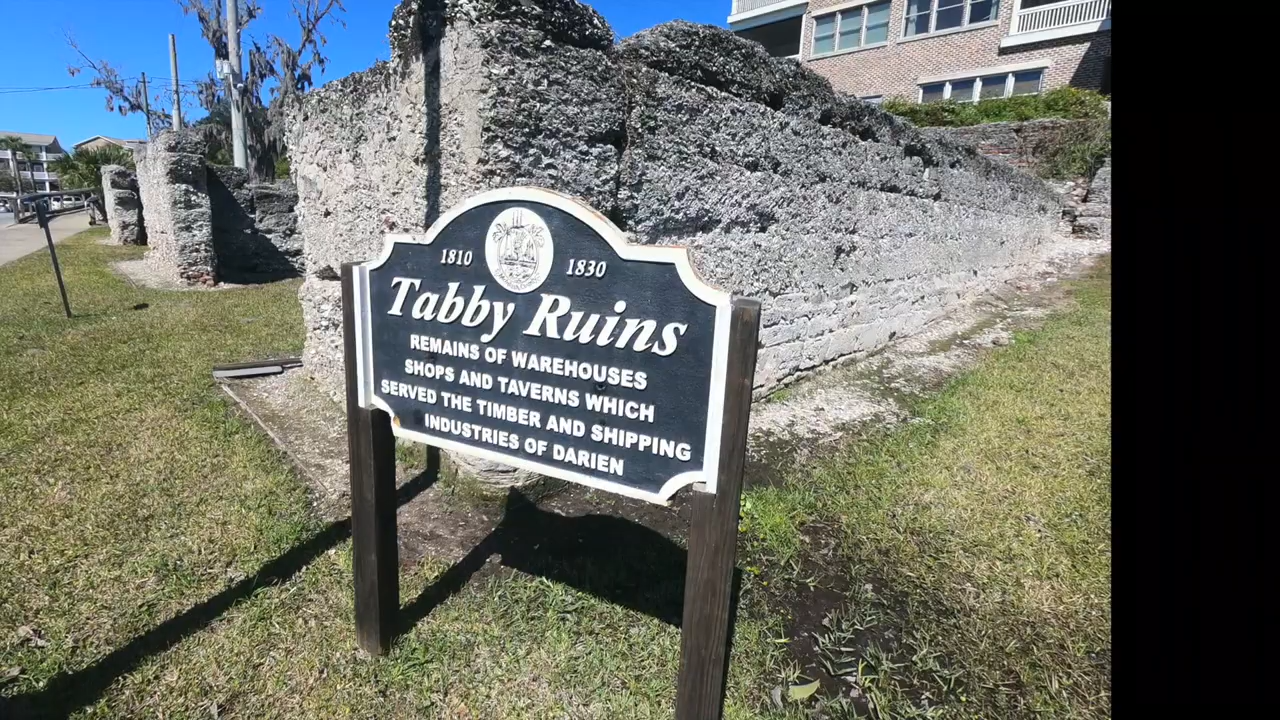 1810 1830
Tabby Ruins
REMAINS OF WAREHOUSES
SHOPS AND TAVERNS WHICH
SERVED THE TIMBER AND SHIPPING
INDUSTRIES OF DARIEN